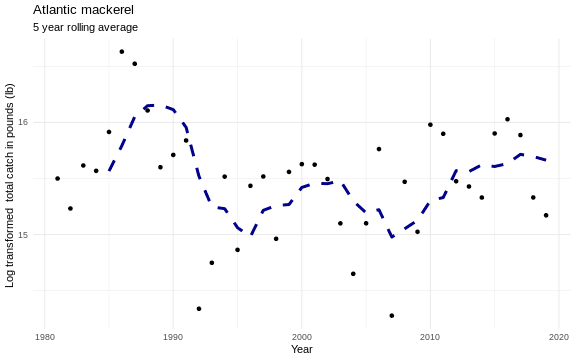 Atlantic mackerel
5 year rolling average
Log transformed  total catch in pounds (lb)
16
15
1980
1990
2000
2010
2020
Year